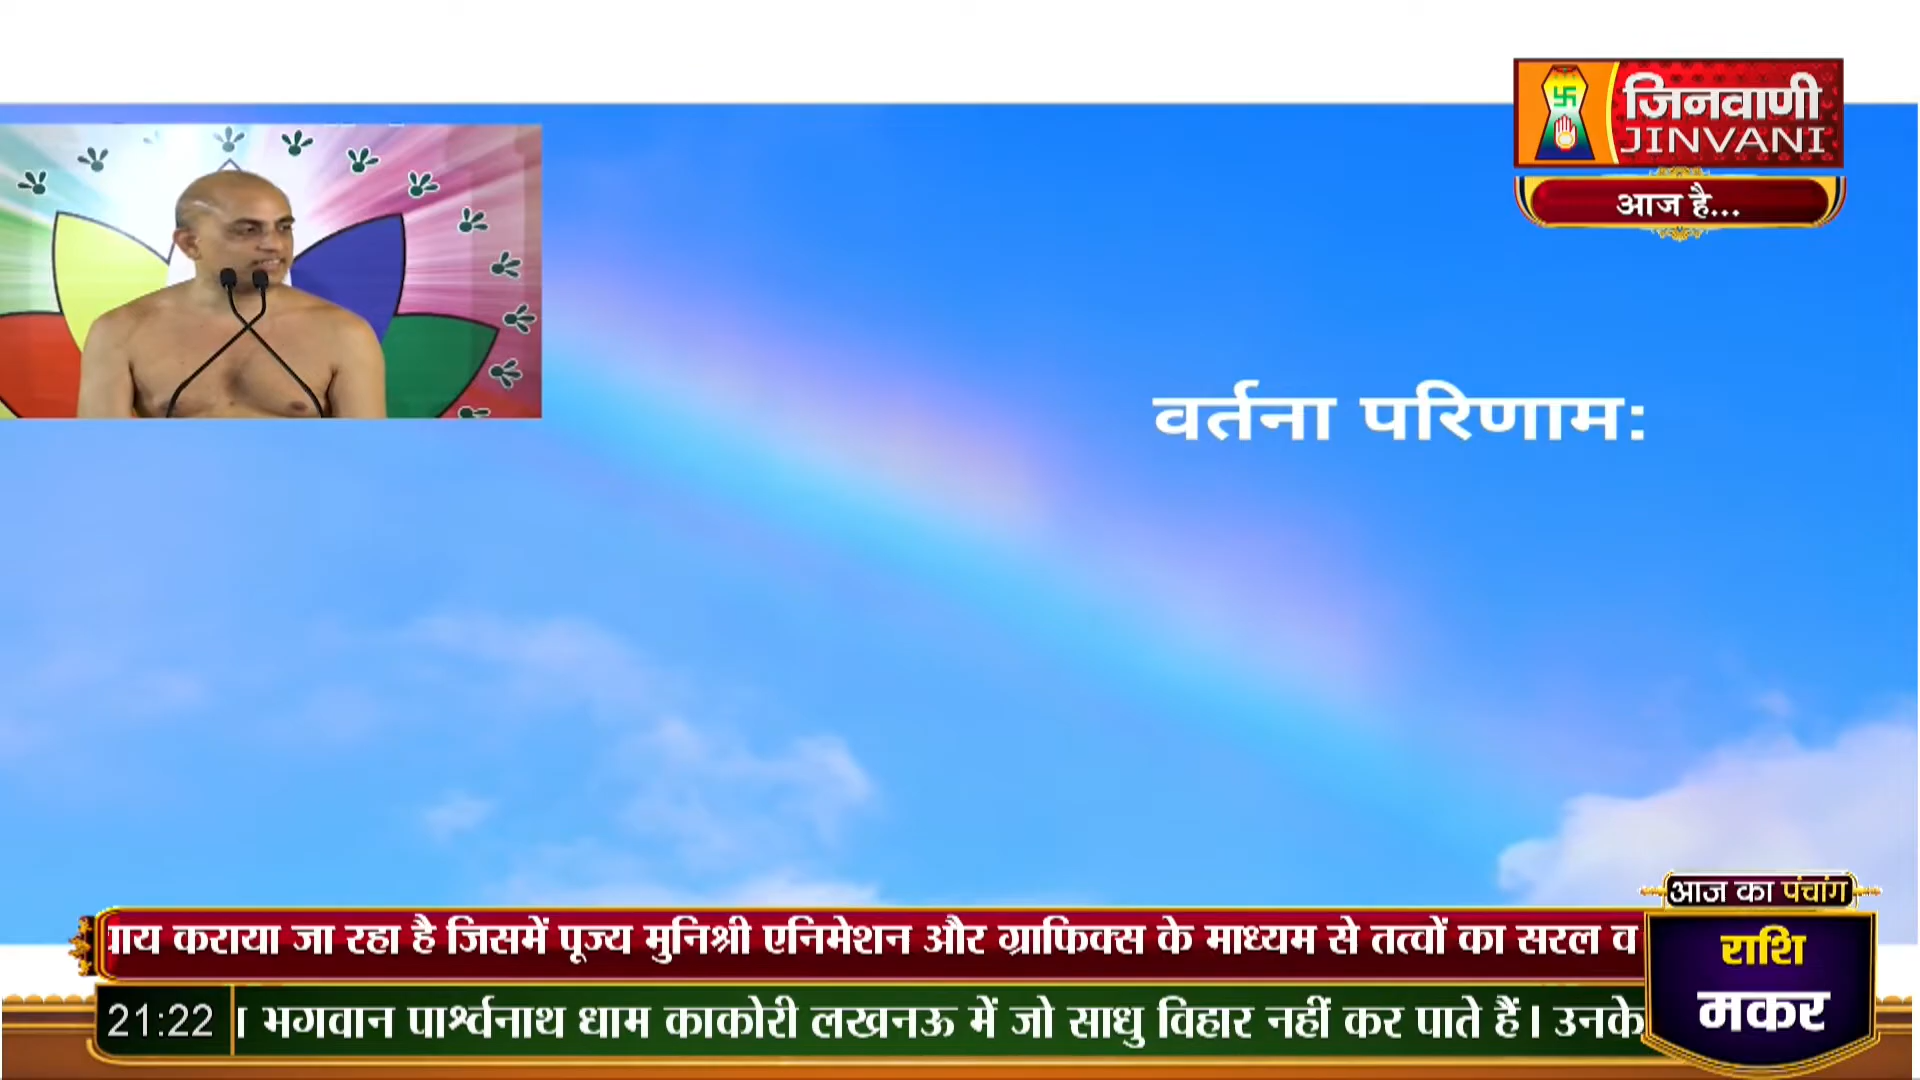 जिनवाणी
JINVANI
आज है...
वर्तना परिणाम:
आज का पंचांग
राशि
मकर
कराया जा रहा है जिसमें पूज्य मुनिश्री एनिमेशन और ग्राफिक्स के माध्यम से तत्वों का सरल व
21:22
। भगवान पार्श्वनाथ धाम काकोरी लखनऊ में जो साधु विहार नहीं कर पाते हैं। उनके